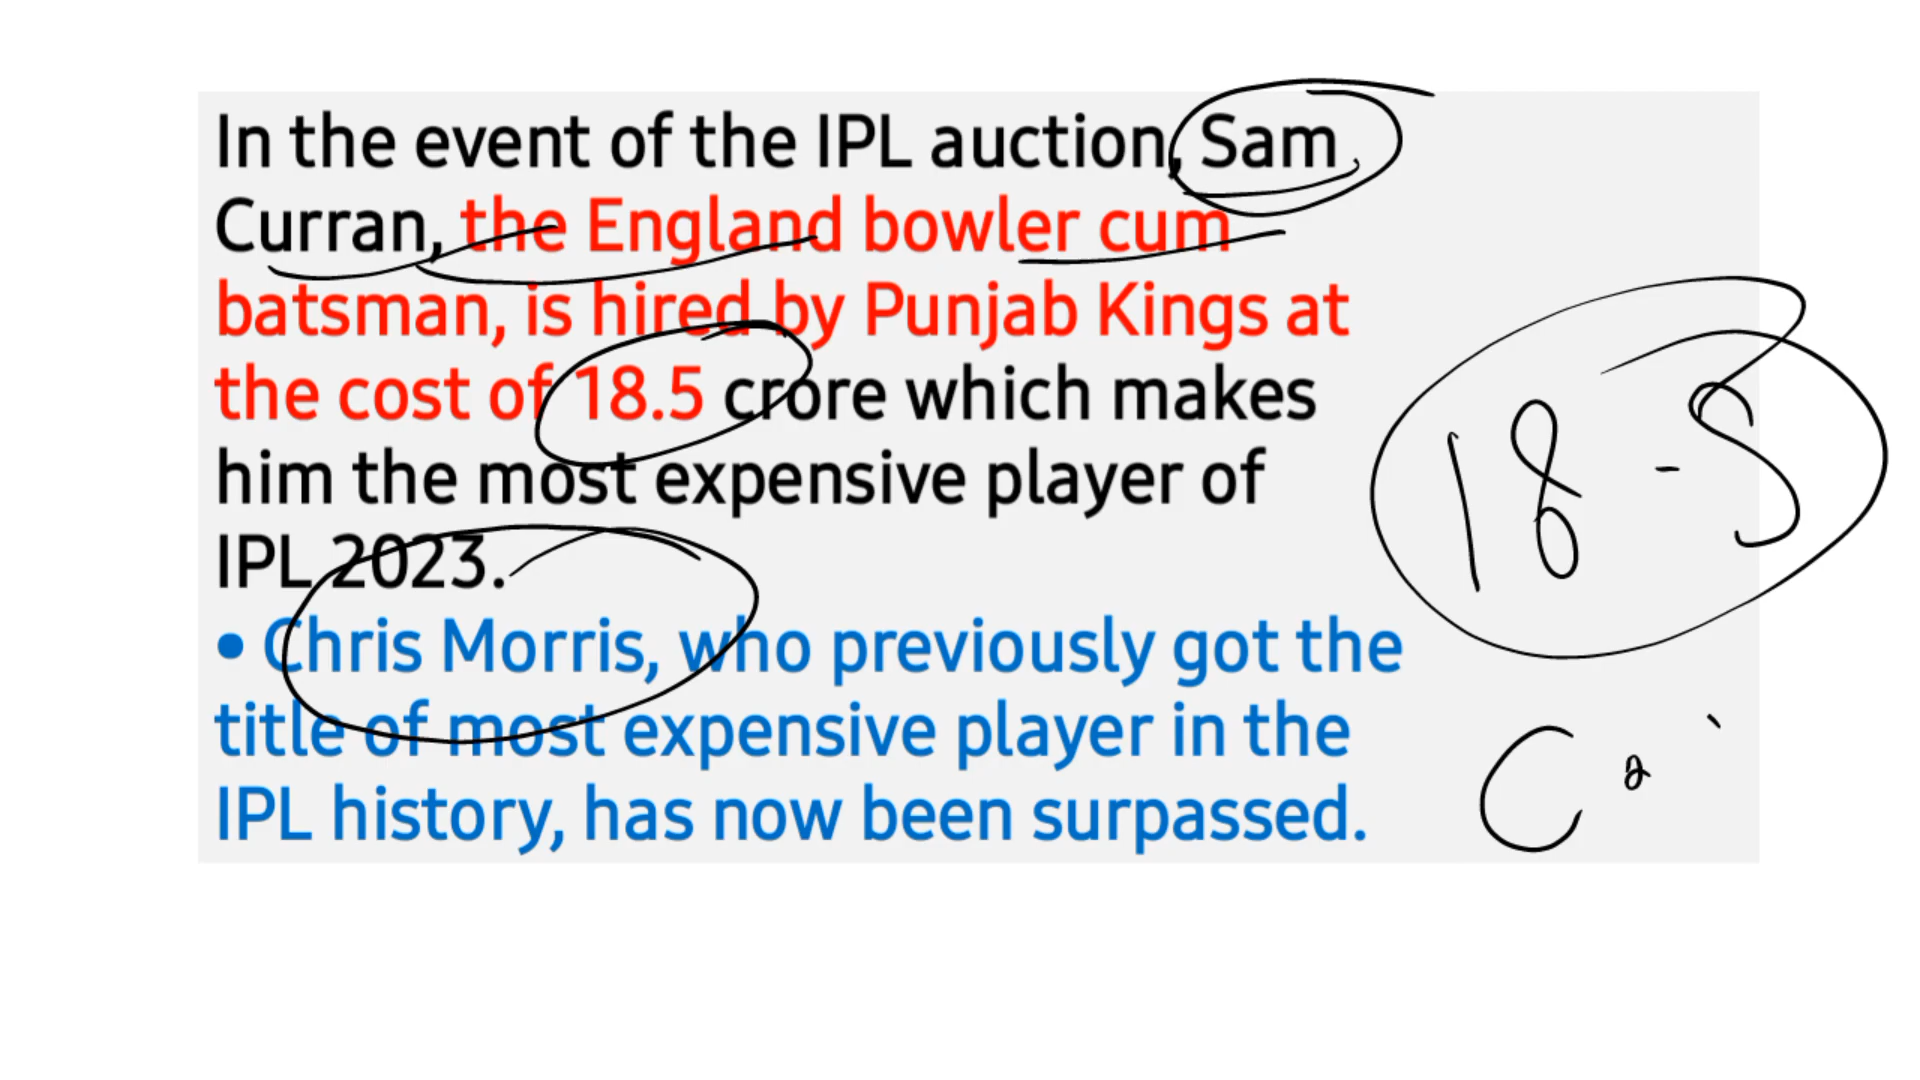 In the event of the IPL auction, Sam
Curran, the England bowler cum
batsman, is hired by Punjab Kings at
the cost of 18.5 crore which makes
him the most expensive player of
IPL 2023.
• Chris Morris, who previously got the
title of most expensive player in the
IPL history, has now been surpassed.
18-5